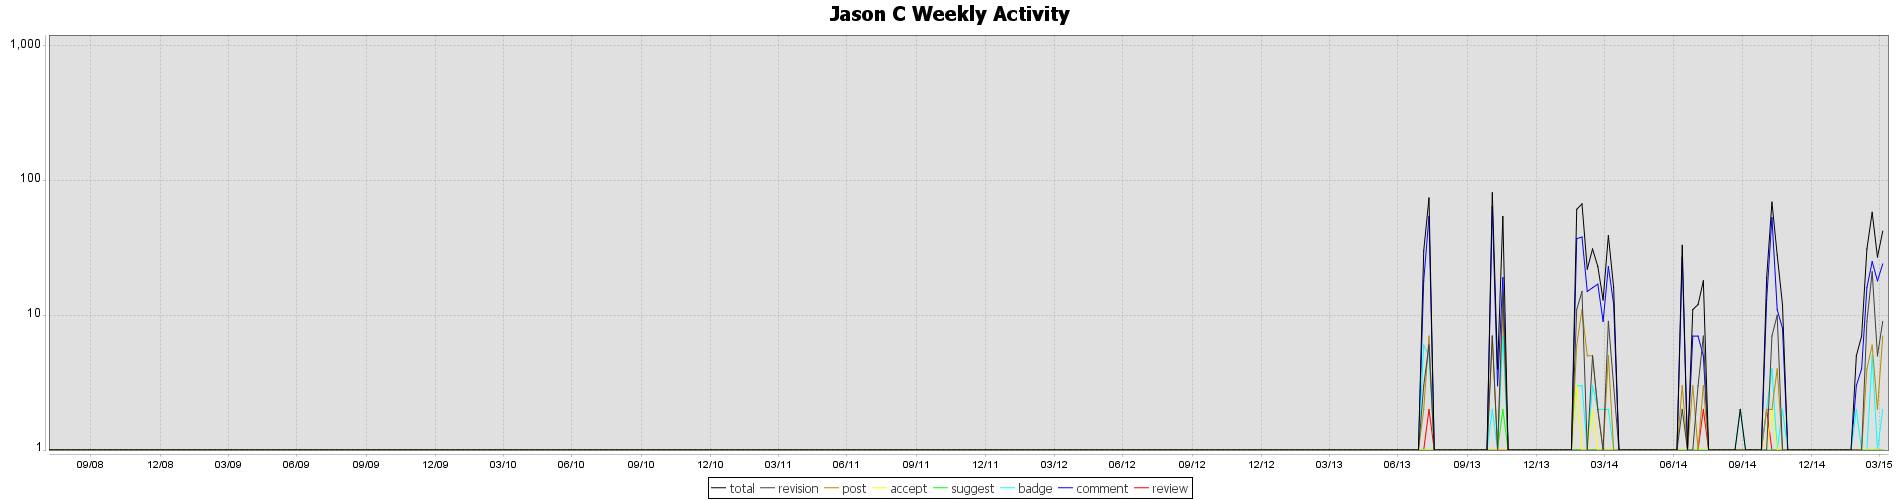 Jason C Weekly Activity
1,000
100
10
1
09/08 12/08 03/09 06/09 09/09 12/09 03/10 06/10 09/10 12/10 03/11 06/11 09/11 12/11 03/12 06/12 09/12 12/12 03/13 06/13 09/13 12/13 03/14 06/14 09/14 12/14 03/15
total revision post accept suggest badge comment review